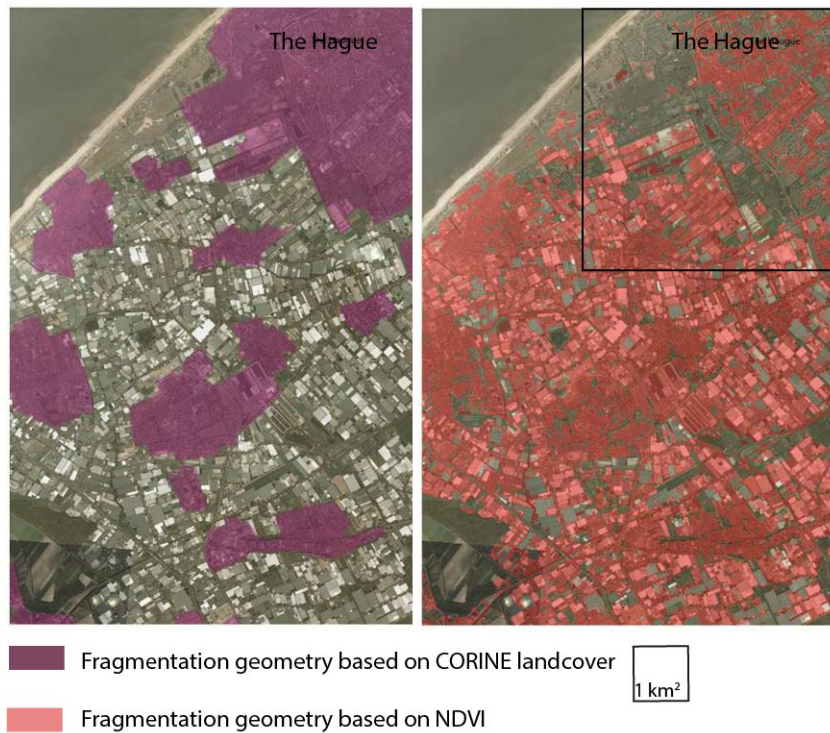 The Hague
The Hague
Fragmentation geometry based on CORINE landcover
1 km²
Fragmentation geometry based on NDVI